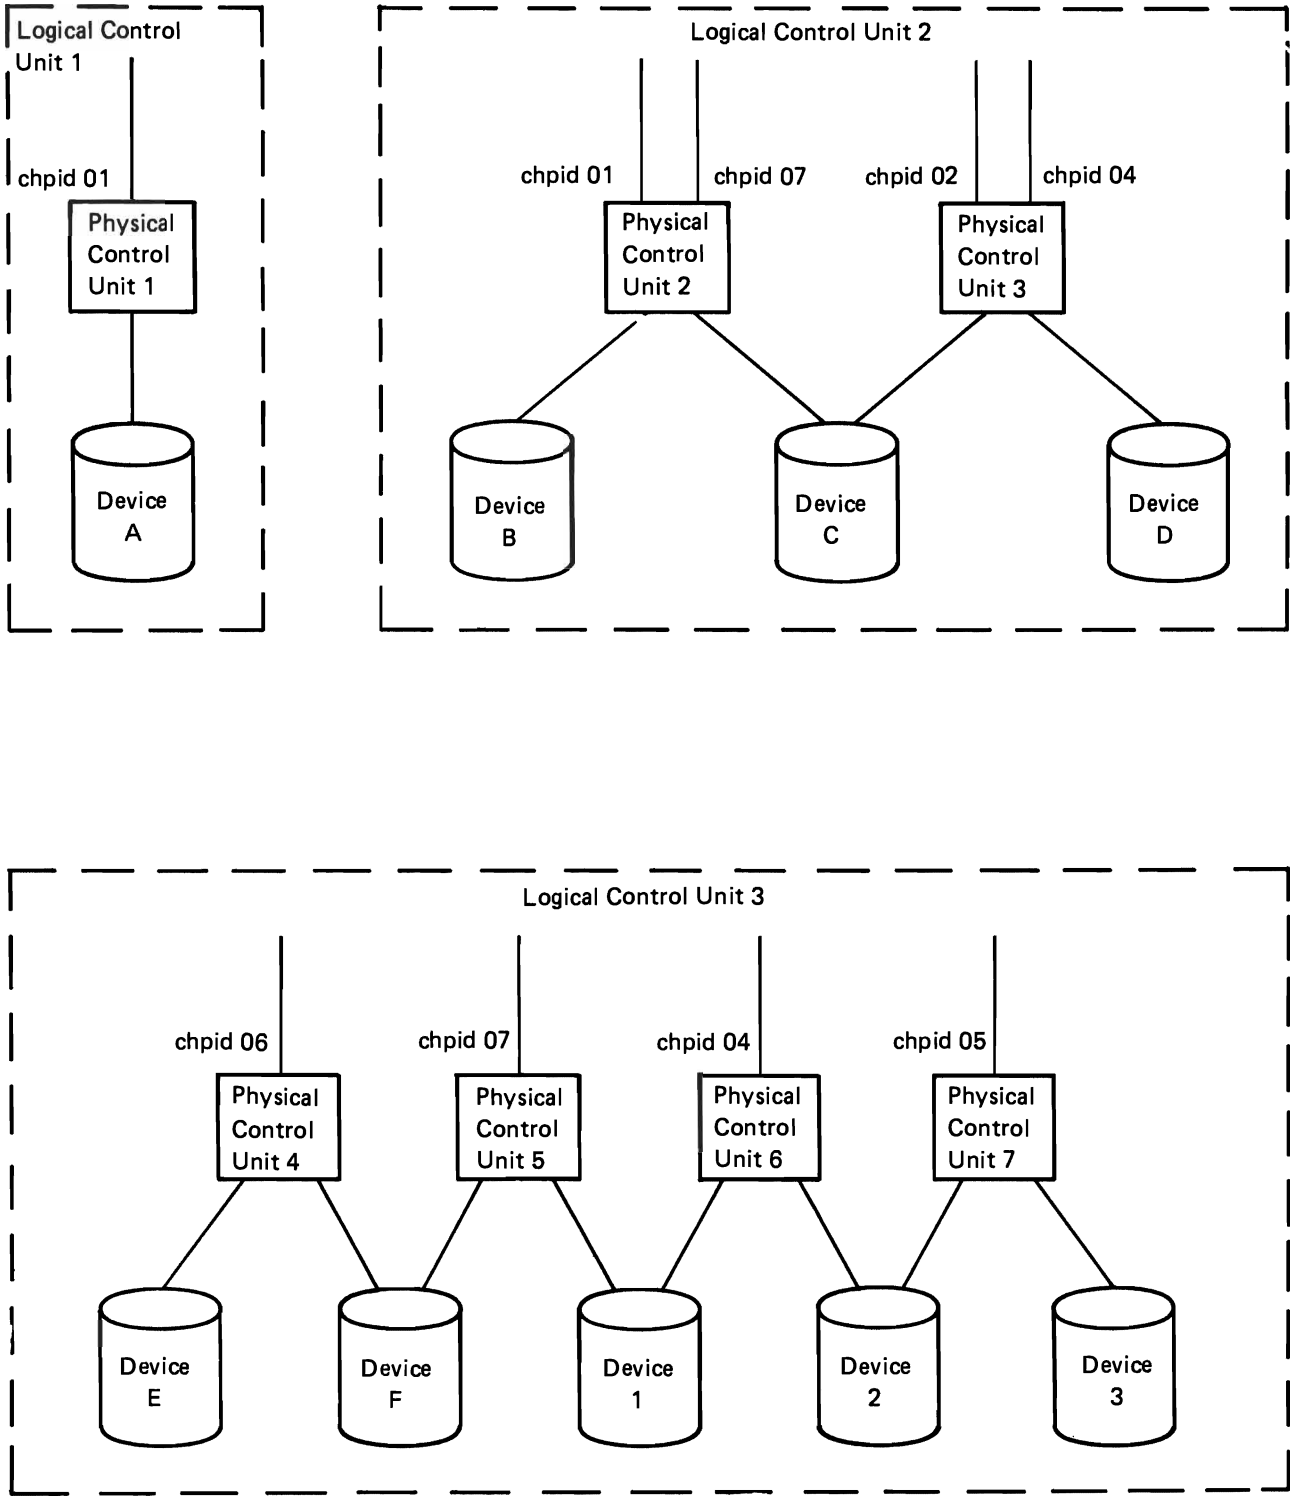 Logical Control
Unit 1
chpid 01
Physical
Control
Unit 1
Device
A
Logical Control Unit 2
chpid 01
chpid 07
chpid 02
chpid 04
Physical
Control
Unit 2
Physical
Control
Unit 3
Device
B
Device
C
Device
D
Logical Control Unit 3
chpid 06
chpid 07
chpid 04
chpid 05
Physical
Control
Unit 4
Physical
Control
Unit 5
Physical
Control
Unit 6
Physical
Control
Unit 7
Device
E
Device
F
Device
1
Device
2
Device
3